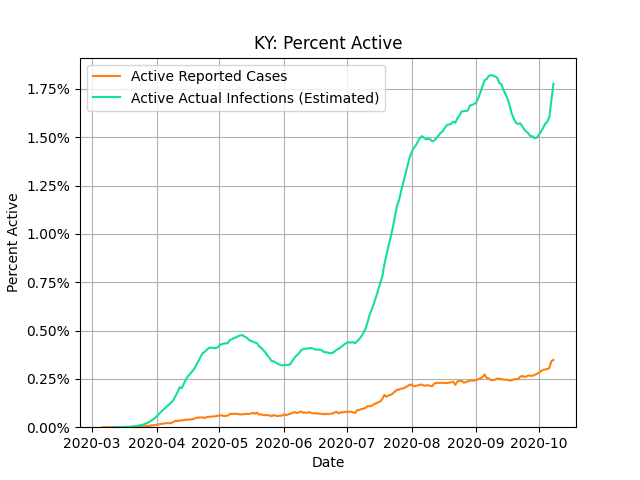 KY: Percent Active
Active Reported Cases
Active Actual Infections (Estimated)
Percent Active
1.75%
1.50%
1.25%
1.00%
0.75%
0.50%
0.25%
0.00%
2020-03 2020-04 2020-05 2020-06 2020-07 2020-08 2020-09 2020-10
Date